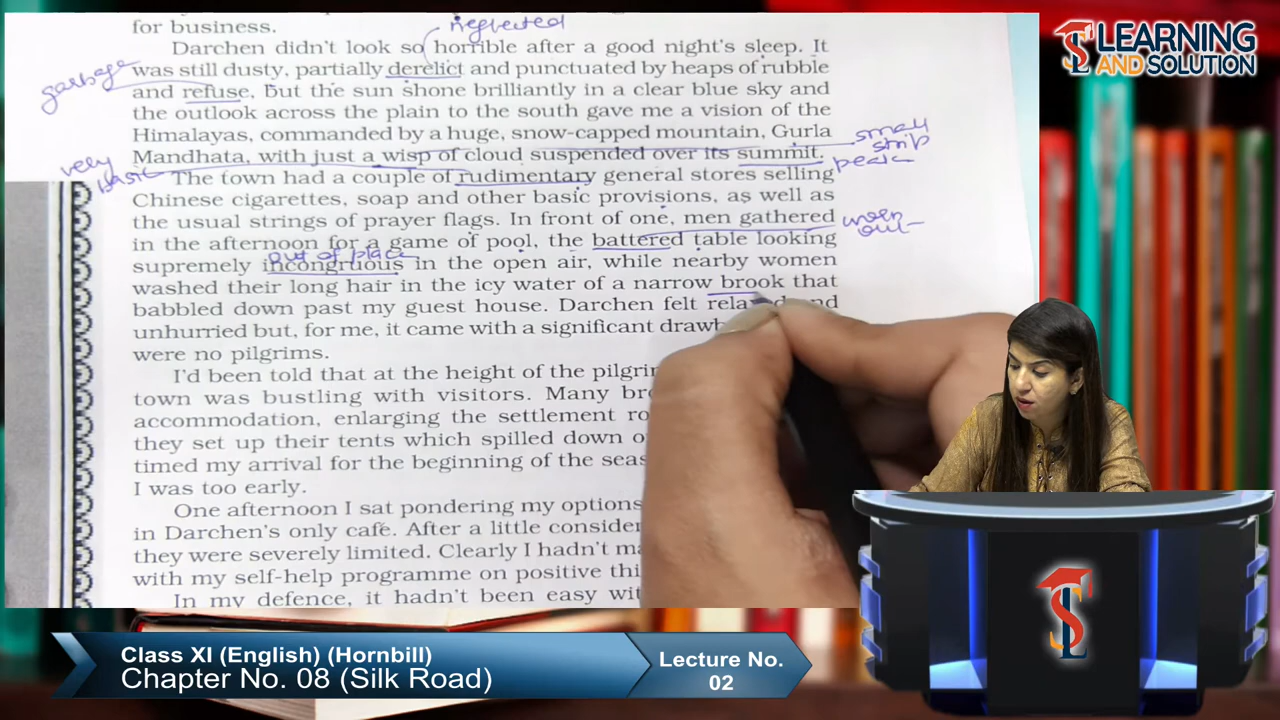 for business.
neglected
Darchen didn't look so horrible after a good night's sleep. It
garbage
was still dusty, partially derelict and punctuated by heaps of rubble
and refuse, but the sun shone brilliantly in a clear blue sky and
the outlook across the plain to the south gave me a vision of the
Himalayas, commanded by a huge, snow-capped mountain, Gurla
small strip
Mandhata, with just a wisp of cloud suspended over its summit.
peak
very basic
The town had a couple of rudimentary general stores selling
Chinese cigarettes, soap and other basic provisions, as well as
the usual strings of prayer flags. In front of one, men gathered
worn out
in the afternoon for a game of pool, the battered table looking
out of place
supremely incongruous in the open air, while nearby women
washed their long hair in the icy water of a narrow brook that
babbled down past my guest house. Darchen felt relaxed and
unhurried but, for me, it came with a significant
were no pilgrims.
I'd been told that at the height of the
town was bustling with visitors. Many
accommodation, enlarging the settlement
they set up their tents which spilled down
timed my arrival for the beginning of the
I was too early.
One afternoon I sat pondering my options
in Darchen's only cafe. After a little
they were severely limited. Clearly I hadn't
with my self-help programme on positive
In my defence, it hadn't been easy
LEARNING
AND SOLUTION
Class XI (English) (Hornbill)
Chapter No. 08 (Silk Road)
Lecture No.
02